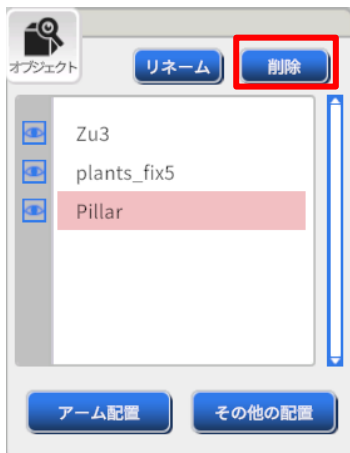 オブジェクト
リネーム
削除
Zu3
plants_fix5
Pillar
アーム配置
その他の配置